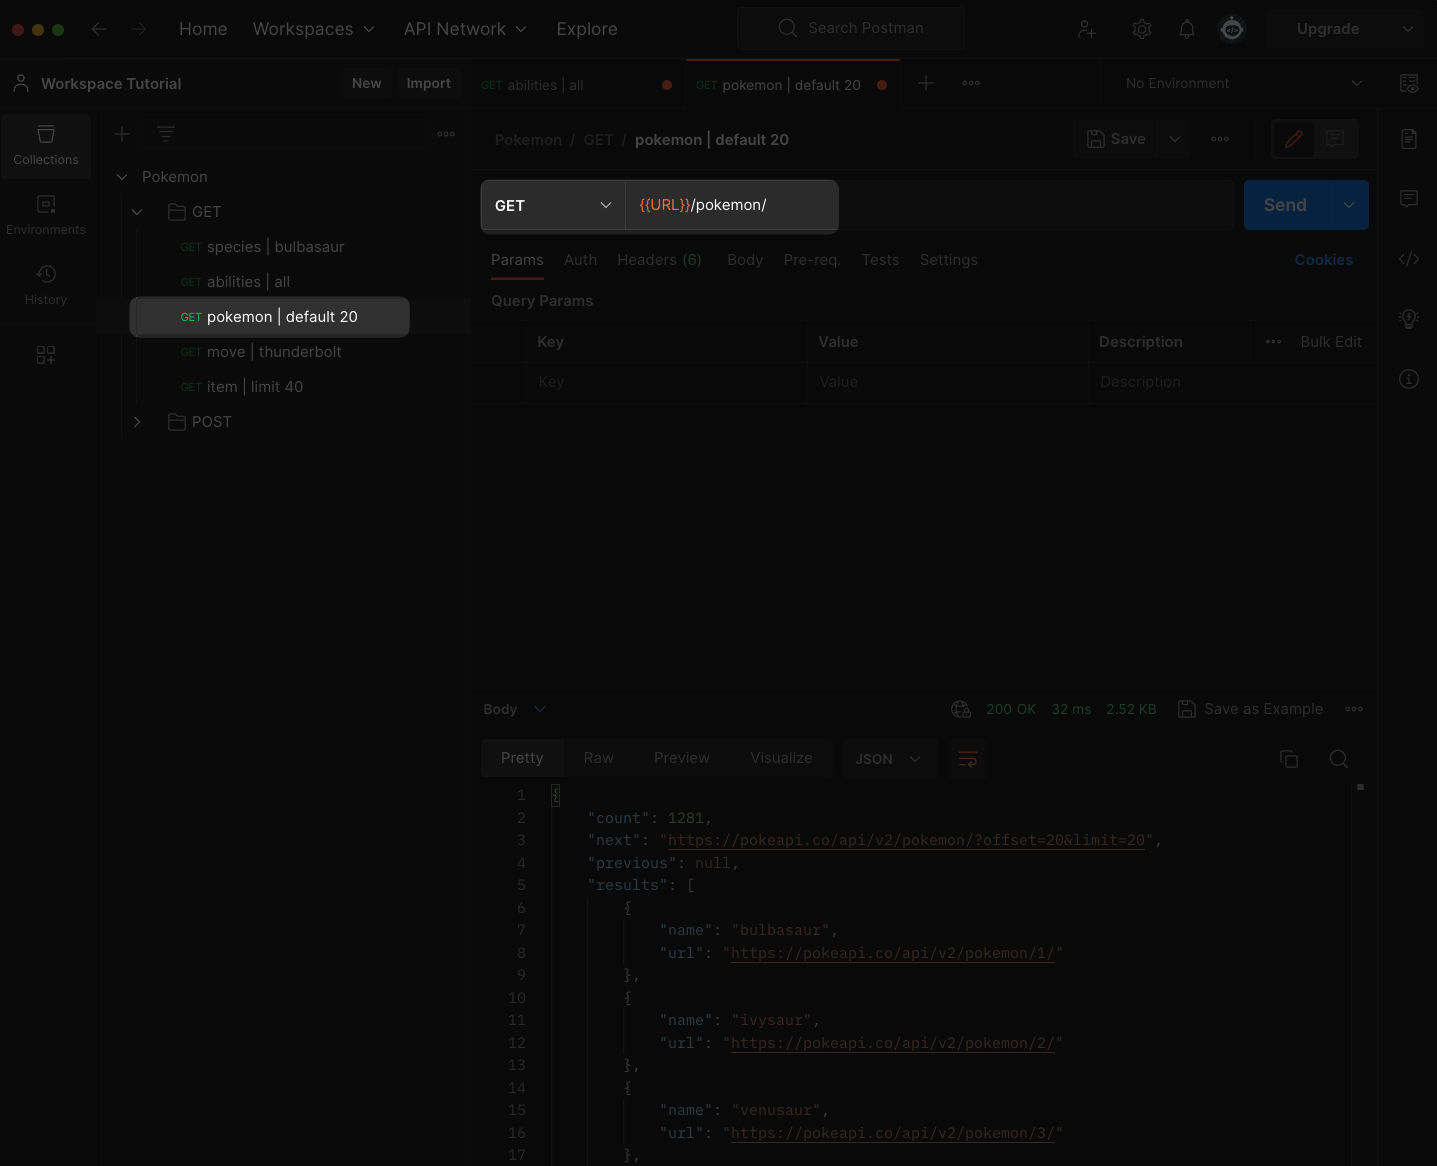 Home Workspaces API Network Explore Search Postman Upgrade
Workspace Tutorial New Import GET abilities | all GET pokemon | default 20 No Environment
Collections
Environments
History
Pokemon
GET
GET species | bulbasaur
GET abilities | all
GET pokemon | default 20
GET move | thunderbolt
GET item | limit 40
POST
Pokemon / GET / pokemon | default 20 Save
GET {{URL}}/pokemon/ Send
Params Auth Headers (6) Body Pre-req. Tests Settings Cookies
Query Params
Key Value Description Bulk Edit
Key Value Description
Body 200 OK 32 ms 2.52 KB Save as Example
Pretty Raw Preview Visualize JSON
1 {
2 "count": 1281,
3 "next": "https://pokeapi.co/api/v2/pokemon/?offset=20&limit=20",
4 "previous": null,
5 "results": [
6 {
7 "name": "bulbasaur",
8 "url": "https://pokeapi.co/api/v2/pokemon/1/"
9 },
10 {
11 "name": "ivysaur",
12 "url": "https://pokeapi.co/api/v2/pokemon/2/"
13 },
14 {
15 "name": "venusaur",
16 "url": "https://pokeapi.co/api/v2/pokemon/3/"
17 },